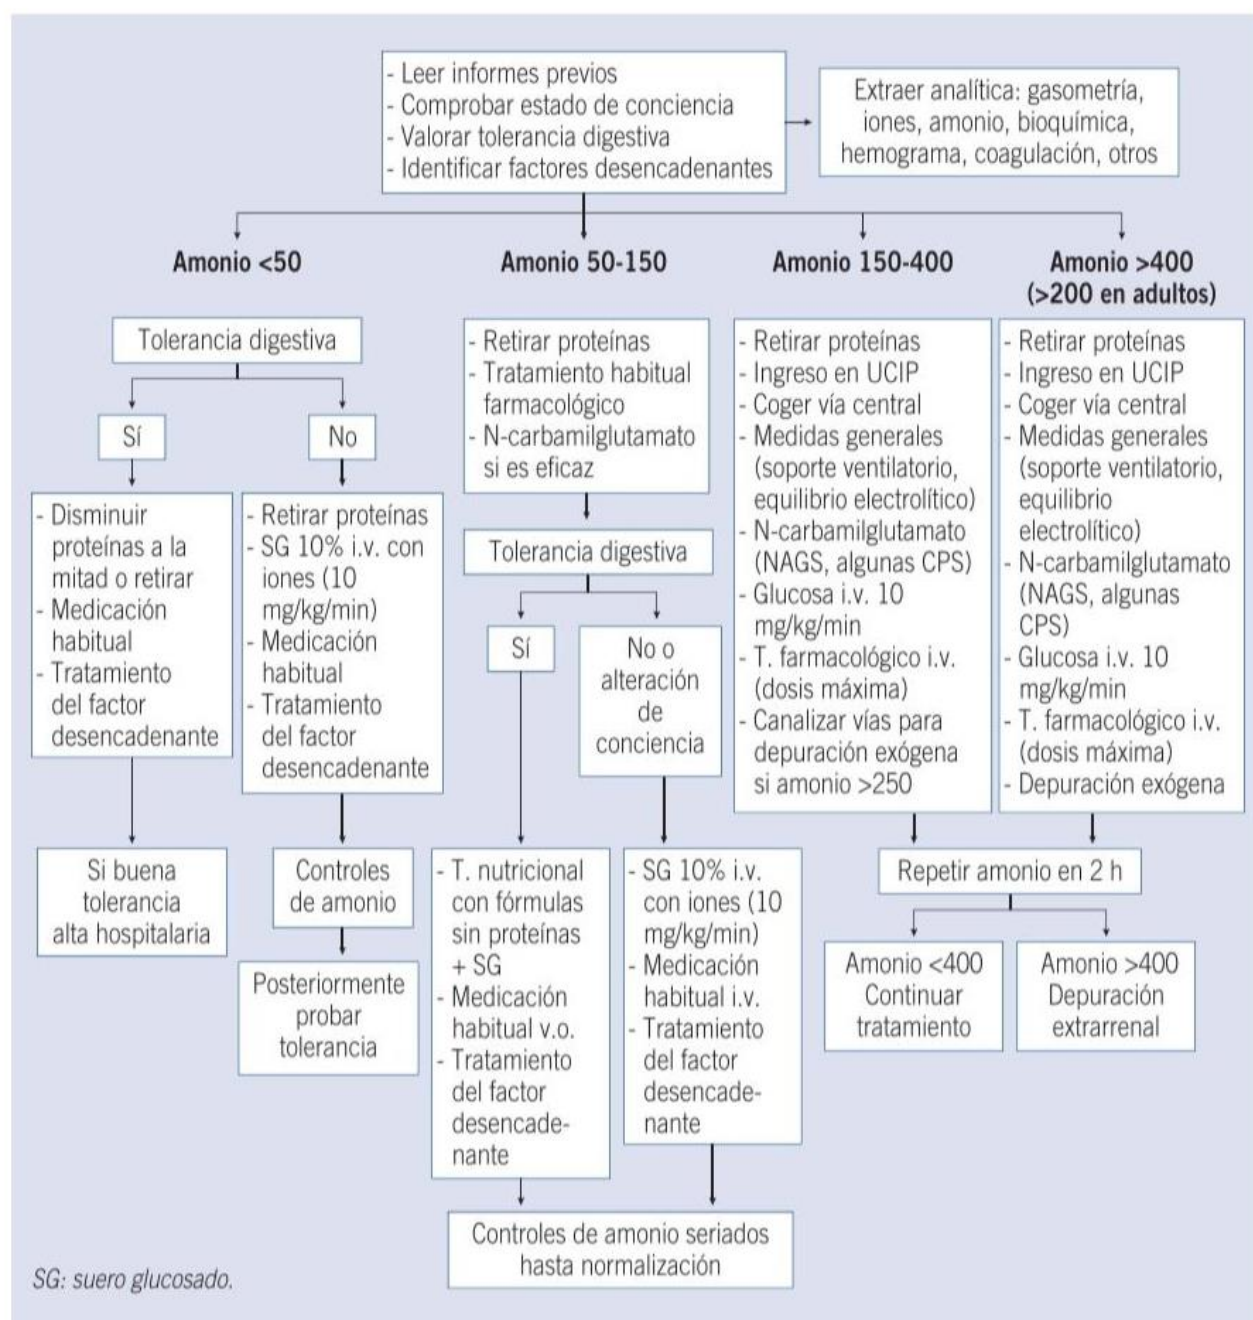 - Leer informes previos
- Comprobar estado de conciencia
- Valorar tolerancia digestiva
- Identificar factores desencadenantes
Extraer analítica: gasometría,
iones, amonio, bioquímica,
hemograma, coagulación, otros
Amonio <50
Tolerancia digestiva
Sí
No
- Disminuir
proteínas a la
mitad o retirar
- Medicación
habitual
- Tratamiento
del factor
desencadenante
- Retirar proteínas
- SG 10% i.v. con
iones (10
mg/kg/min)
- Medicación
habitual
- Tratamiento
del factor
desencadenante
Si buena
tolerancia
alta hospitalaria
Controles
de amonio
Posteriormente
probar
tolerancia
Amonio 50-150
- Retirar proteínas
- Tratamiento habitual
farmacológico
- N-carbamilglutamato
si es eficaz
Tolerancia digestiva
Sí
No o
alteración
de
conciencia
- T. nutricional
con fórmulas
sin proteínas
+ SG
- Medicación
habitual v.o.
- Tratamiento
del factor
desencade-
nante
- SG 10% i.v.
con iones (10
mg/kg/min)
- Medicación
habitual i.v.
- Tratamiento
del factor
desencade-
nante
Controles de amonio seriados
hasta normalización
Amonio 150-400
- Retirar proteínas
- Ingreso en UCIP
- Coger vía central
- Medidas generales
(soporte ventilatorio,
equilibrio electrolítico)
- N-carbamilglutamato
(NAGS, algunas CPS)
- Glucosa i.v. 10
mg/kg/min
- T. farmacológico i.v.
(dosis máxima)
- Canalizar vías para
depuración exógena
si amonio >250
Amonio >400
(>200 en adultos)
- Retirar proteínas
- Ingreso en UCIP
- Coger vía central
- Medidas generales
(soporte ventilatorio,
equilibrio
electrolítico)
- N-carbamilglutamato
(NAGS, algunas
CPS)
- Glucosa i.v. 10
mg/kg/min
- T. farmacológico i.v.
(dosis máxima)
- Depuración exógena
Repetir amonio en 2 h
Amonio <400
Continuar
tratamiento
Amonio >400
Depuración
extrarrenal
SG: suero glucosado.